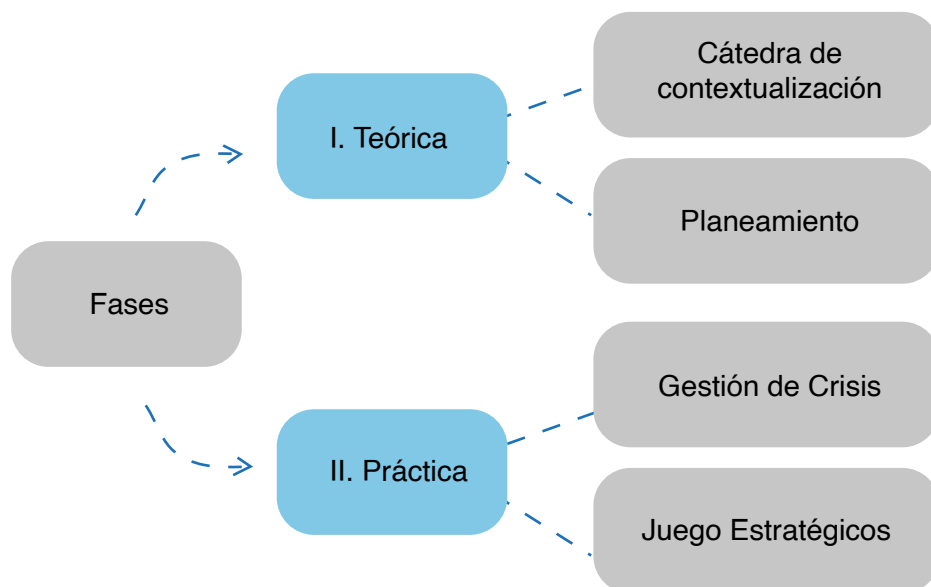 Cátedra de
contextualización
I. Teórica
Planeamiento
Fases
Gestión de Crisis
II. Práctica
Juego Estratégicos